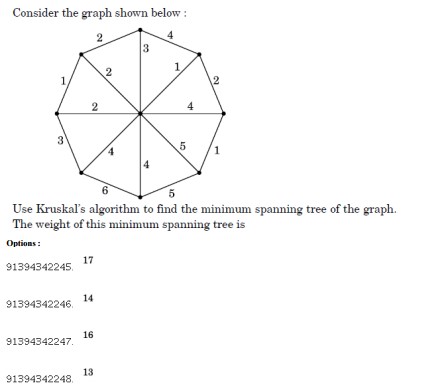 Consider the graph shown below :
2 4
3
2 1
1 2
2 4
3 4 5 1
4
6 5
Use Kruskal's algorithm to find the minimum spanning tree of the graph.
The weight of this minimum spanning tree is
Options :
91394342245. 17
91394342246. 14
91394342247. 16
91394342248. 13